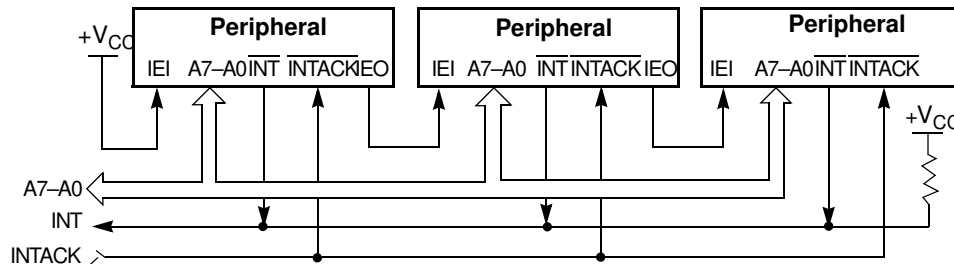 Peripheral Peripheral Peripheral
+VCC
IEI A7–A0 INT INTACK IEO IEI A7–A0 INT INTACK IEO IEI A7–A0 INT INTACK
+VCC
A7–A0
INT
INTACK